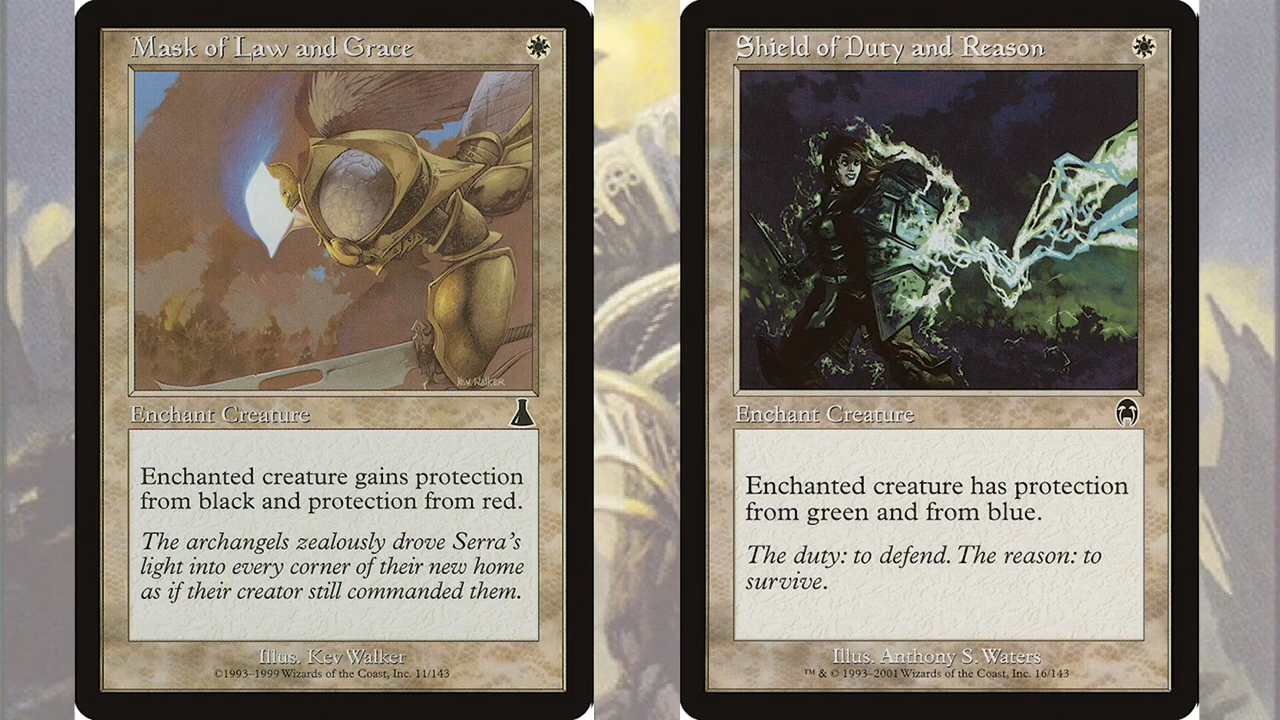 Mask of Law and Grace
Kev Walker
Enchant Creature
Enchanted creature gains protection
from black and protection from red.
The archangels zealously drove Serra's
light into every corner of their new home
as if their creator still commanded them.
Illus. Kev Walker
©1993–1999 Wizards of the Coast, Inc. 11/143
Shield of Duty and Reason
Enchant Creature
Enchanted creature has protection
from green and from blue.
The duty: to defend. The reason: to
survive.
Illus. Anthony S. Waters
™ & © 1993–2001 Wizards of the Coast, Inc. 16/143